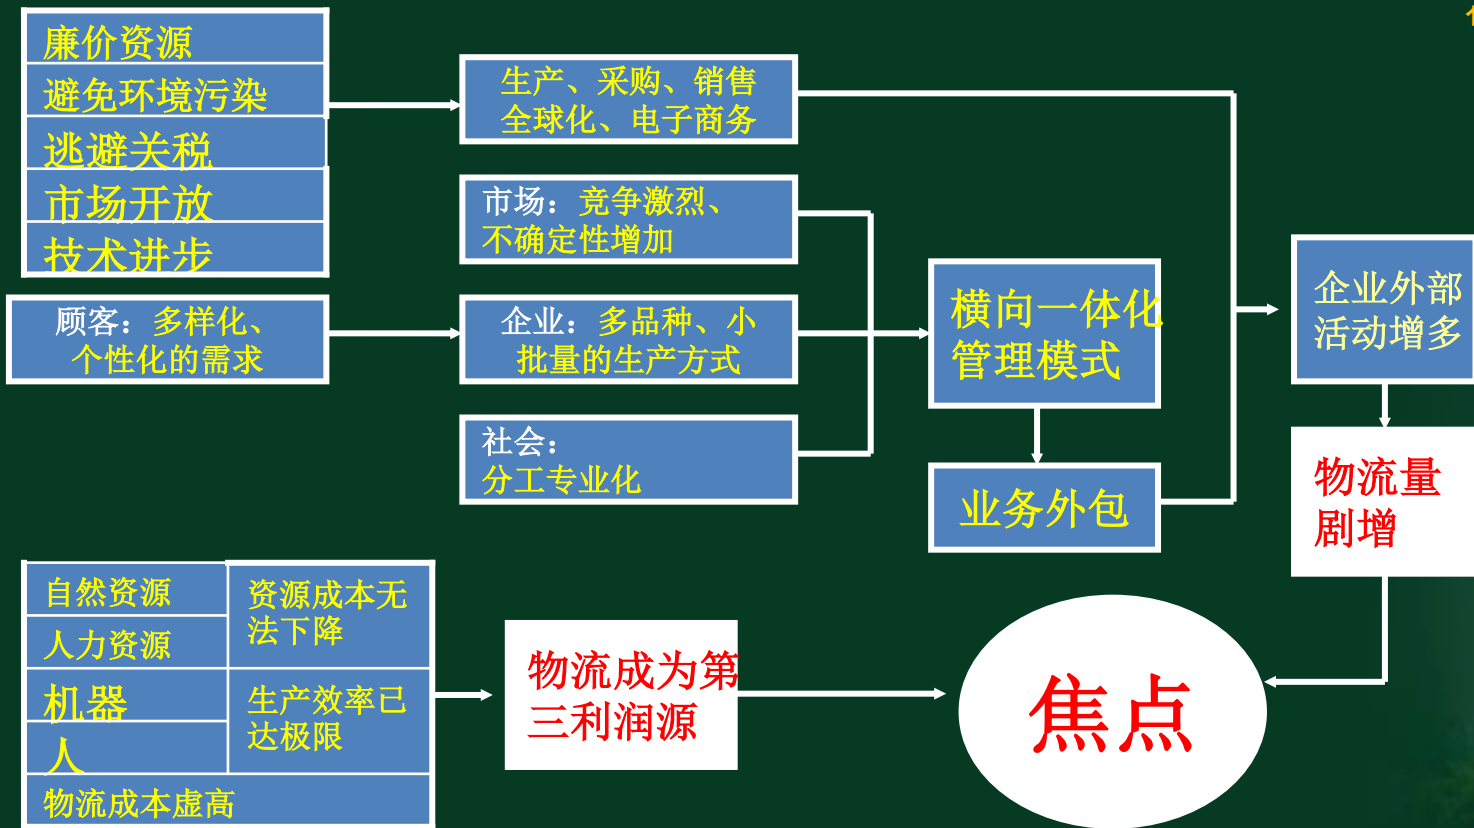 廉价资源
避免环境污染
逃避关税
市场开放
技术进步
生产、采购、销售
全球化、电子商务
市场：竞争激烈、
不确定性增加
顾客：多样化、
个性化的需求
企业：多品种、小
批量的生产方式
社会：
分工专业化
横向一体化
管理模式
业务外包
企业外部
活动增多
物流量
剧增
自然资源
人力资源
机器
人
资源成本无
法下降
生产效率已
达极限
物流成本虚高
物流成为第
三利润源
焦点